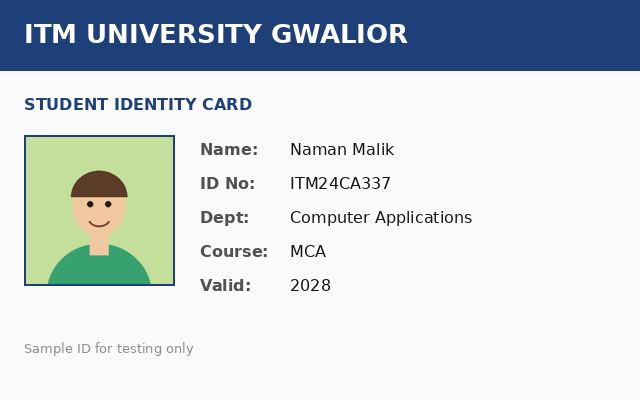 ITM UNIVERSITY GWALIOR
STUDENT IDENTITY CARD
Name: Naman Malik
ID No: ITM24CA337
Dept: Computer Applications
Course: MCA
Valid: 2028
Sample ID for testing only